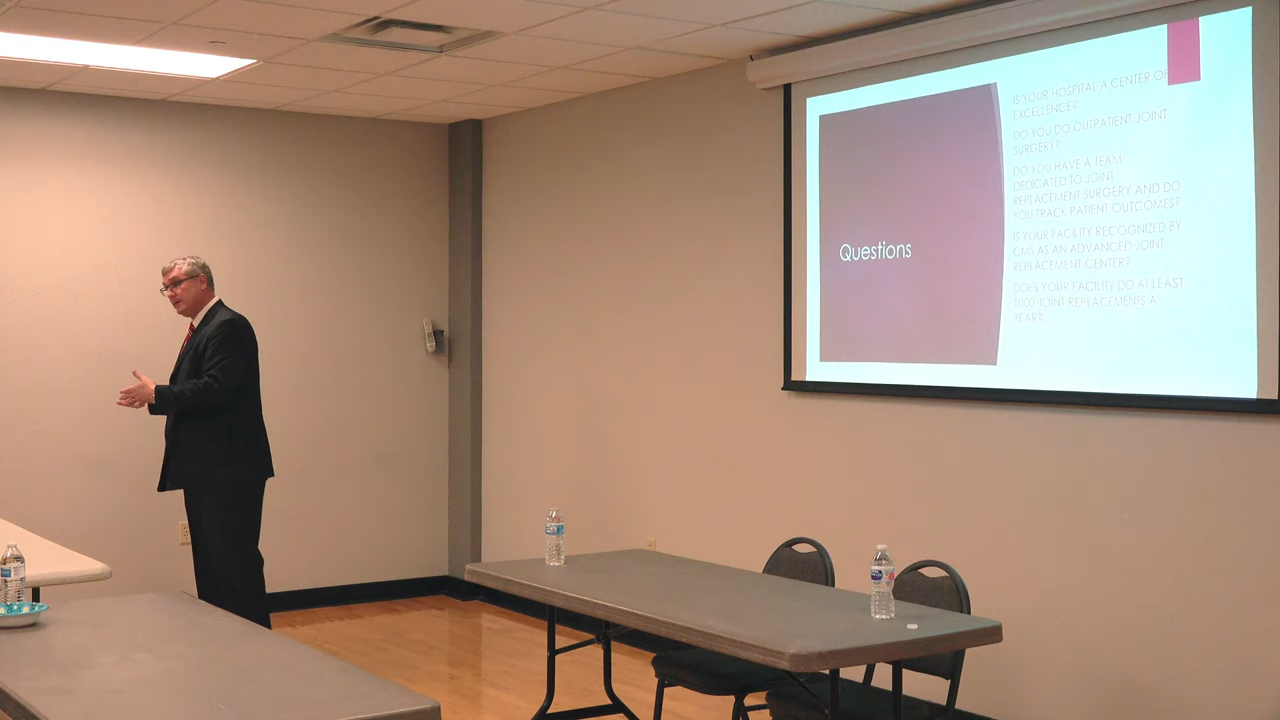 Questions
IS YOUR HOSPITAL A CENTER OF
EXCELLENCE?
DO YOU DO OUTPATIENT JOINT
SURGERY?
DO YOU HAVE A TEAM
DEDICATED TO JOINT
REPLACEMENT SURGERY AND DO
YOU TRACK PATIENT OUTCOMES?
IS YOUR FACILITY RECOGNIZED BY
CMS AS AN ADVANCED JOINT
REPLACEMENT CENTER?
DOES YOUR FACILITY DO AT LEAST
1000 JOINT REPLACEMENTS A
YEAR?